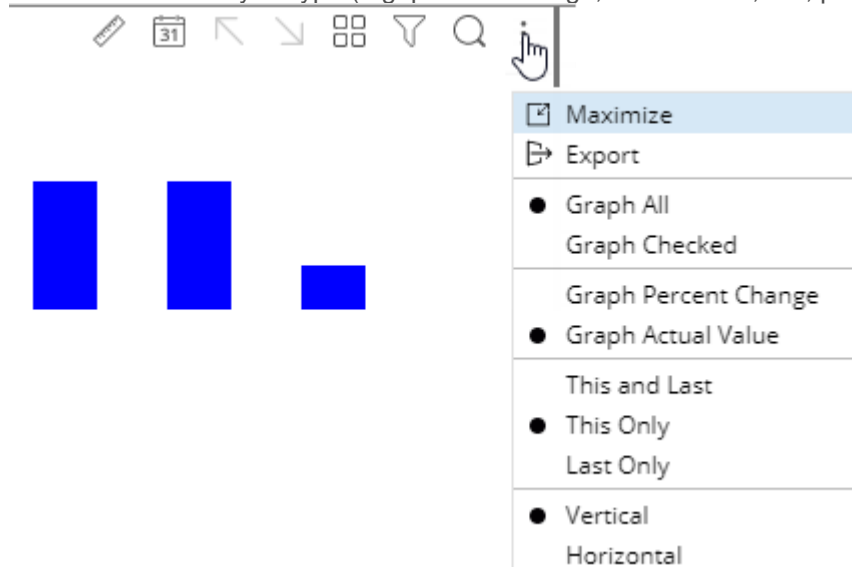 31
Maximize
Export
Graph All
Graph Checked
Graph Percent Change
Graph Actual Value
This and Last
This Only
Last Only
Vertical
Horizontal